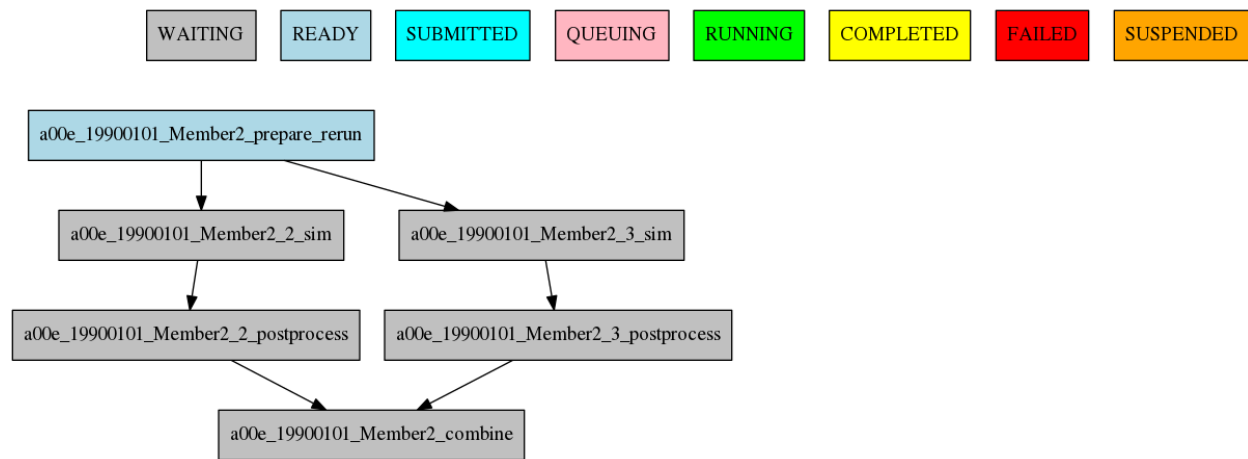 WAITING READY SUBMITTED QUEUING RUNNING COMPLETED FAILED SUSPENDED
a00e_19900101_Member2_prepare_rerun
a00e_19900101_Member2_2_sim a00e_19900101_Member2_3_sim
a00e_19900101_Member2_2_postprocess a00e_19900101_Member2_3_postprocess
a00e_19900101_Member2_combine